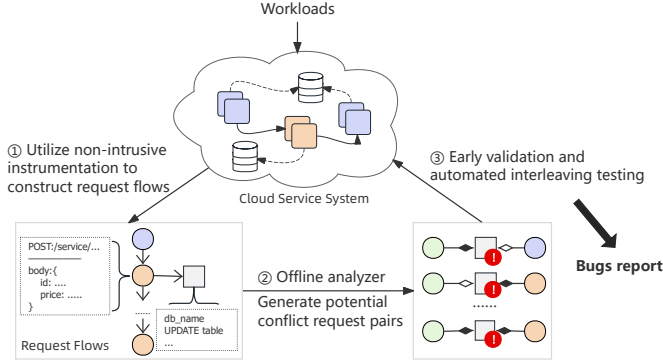 Workloads
① Utilize non-intrusive
instrumentation to
construct request flows
Cloud Service System
③ Early validation and
automated interleaving testing
Bugs report
POST:/service/...
body:{
id: ....
price: .....
}
......
db_name
UPDATE table
...
Request Flows
② Offline analyzer
Generate potential
conflict request pairs
!
!
......
!